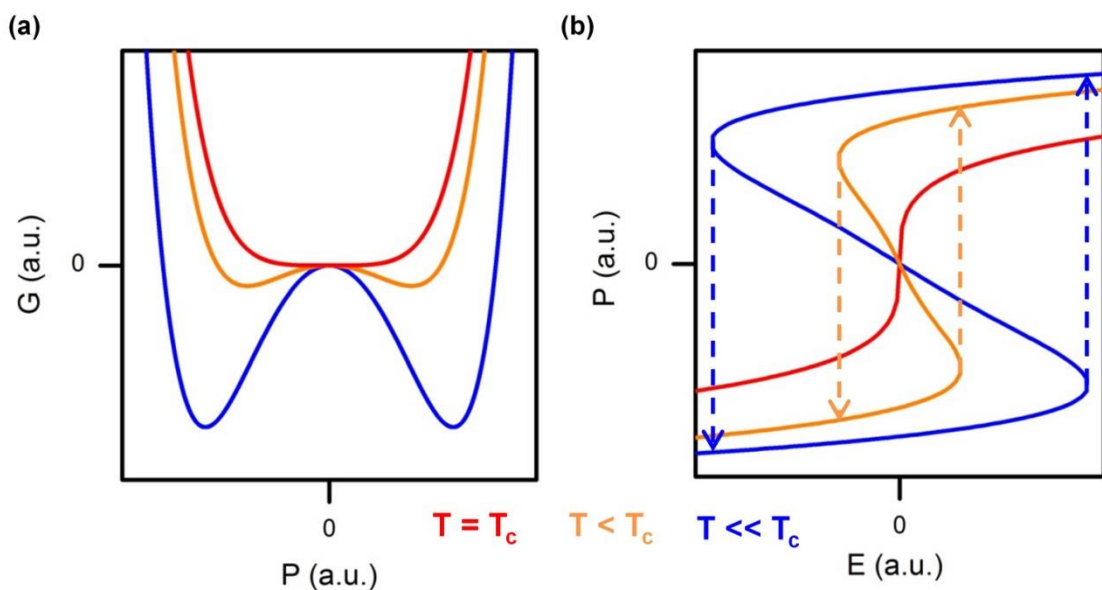 (a)
G (a.u.)
0
0
P (a.u.)
(b)
P (a.u.)
0
0
E (a.u.)
T = Tc
T < Tc
T << Tc